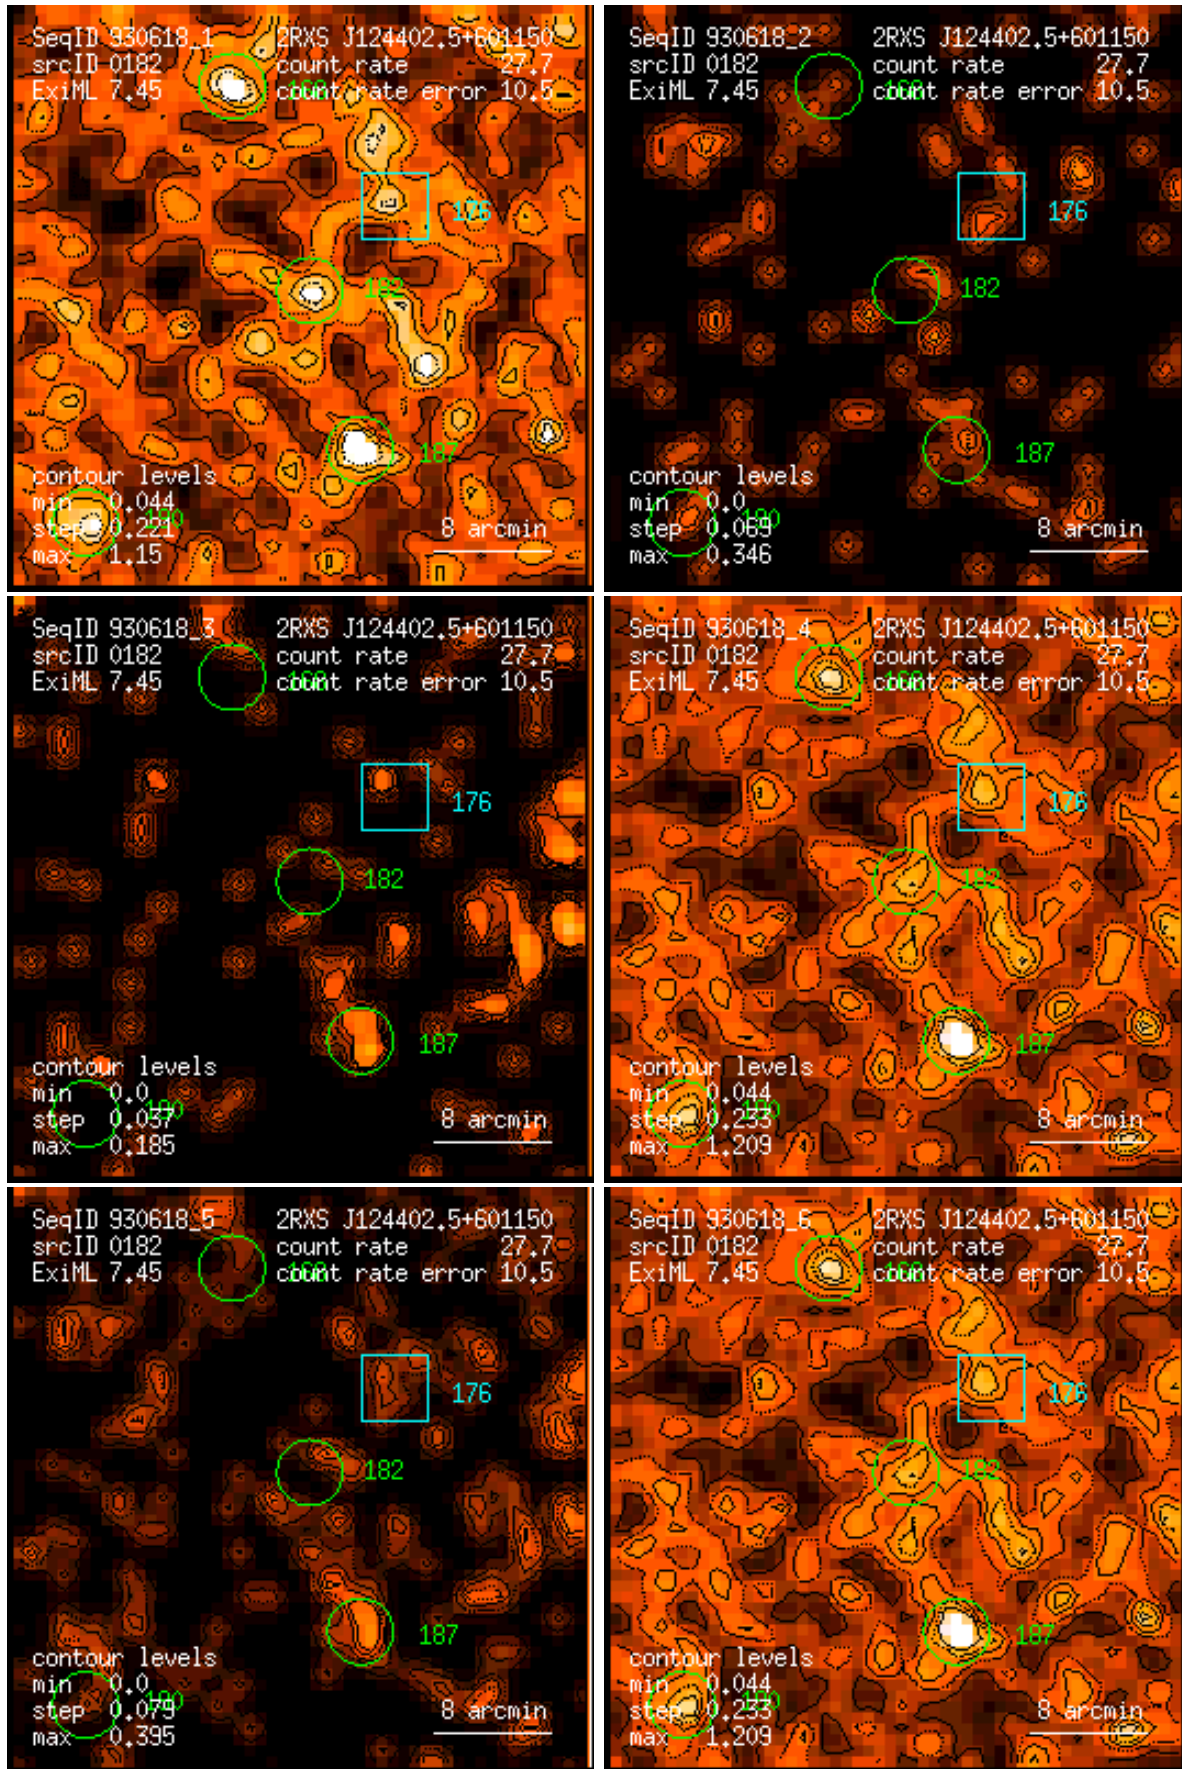 SeqID 930618_1 2RXS J124402.5+601150
srcID 0182 count rate 27.7
ExiML 7.45 count rate error 10.5
176
182
187
contour levels
min 0.044
step 0.221
max 1.15
190
8 arcmin
SeqID 930618_2 2RXS J124402.5+601150
srcID 0182 count rate 27.7
ExiML 7.45 count rate error 10.5
176
182
187
contour levels
min 0.0
step 0.069
max 0.346
190
8 arcmin
SeqID 930618_3 2RXS J124402.5+601150
srcID 0182 count rate 27.7
ExiML 7.45 count rate error 10.5
176
182
187
contour levels
min 0.0
step 0.037
max 0.185
190
8 arcmin
SeqID 930618_4 2RXS J124402.5+601150
srcID 0182 count rate 27.7
ExiML 7.45 count rate error 10.5
176
182
187
contour levels
min 0.044
step 0.233
max 1.209
190
8 arcmin
SeqID 930618_5 2RXS J124402.5+601150
srcID 0182 count rate 27.7
ExiML 7.45 count rate error 10.5
176
182
187
contour levels
min 0.0
step 0.079
max 0.395
190
8 arcmin
SeqID 930618_6 2RXS J124402.5+601150
srcID 0182 count rate 27.7
ExiML 7.45 count rate error 10.5
176
182
187
contour levels
min 0.044
step 0.233
max 1.209
190
8 arcmin